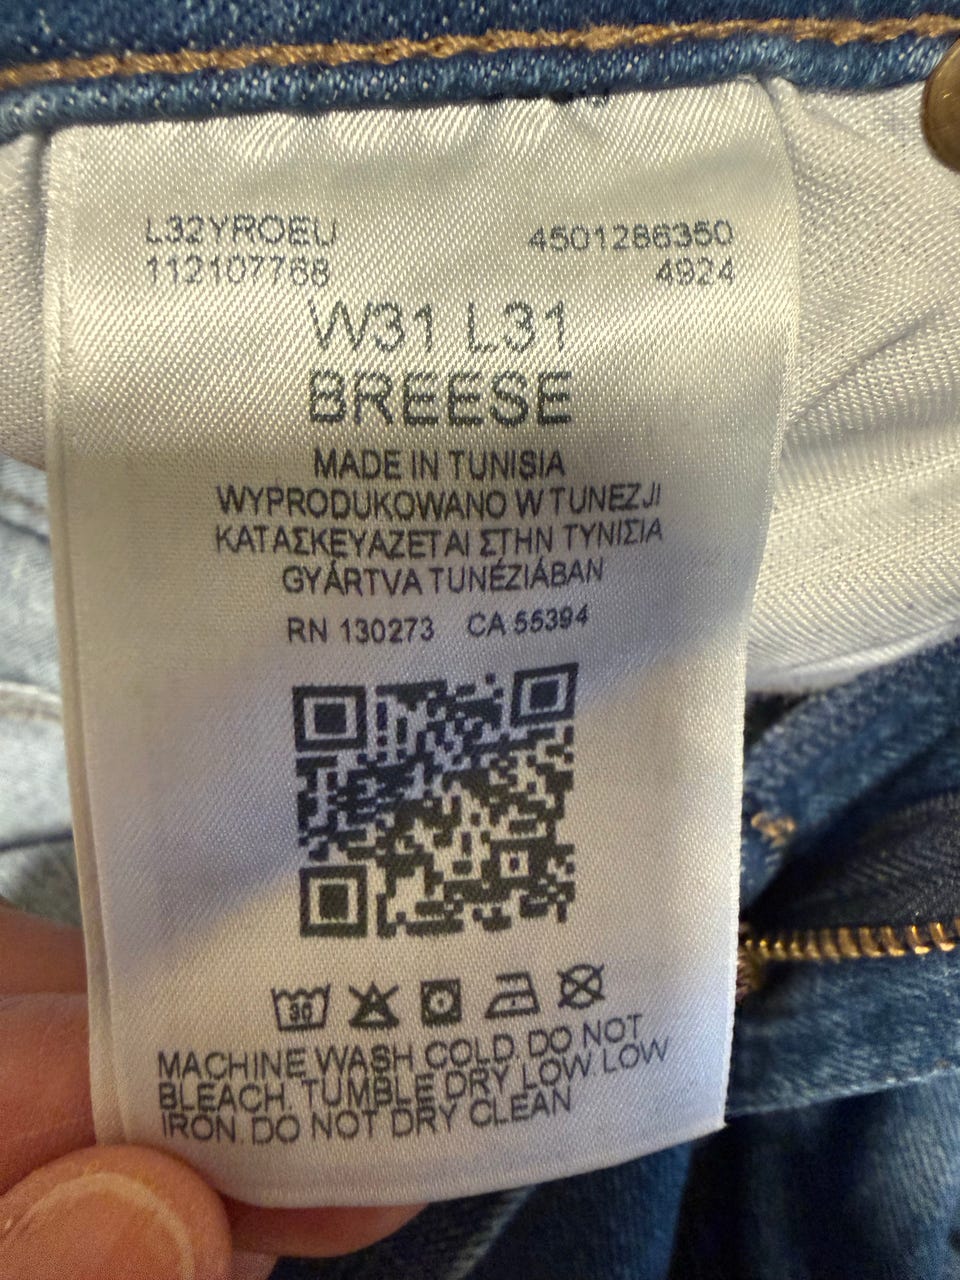 L32YROEU 4501286350
112107768 4924
W31 L31
BREESE
MADE IN TUNISIA
WYPRODUKOWANO W TUNEZJI
ΚΑΤΑΣΚΕΥΑΖΕΤΑΙ ΣΤΗΝ ΤΥΝΙΣΙΑ
GYÁRTVA TUNÉZIÁBAN
RN 130273 CA 55394
30
MACHINE WASH COLD. DO NOT
BLEACH. TUMBLE DRY LOW. LOW
IRON. DO NOT DRY CLEAN